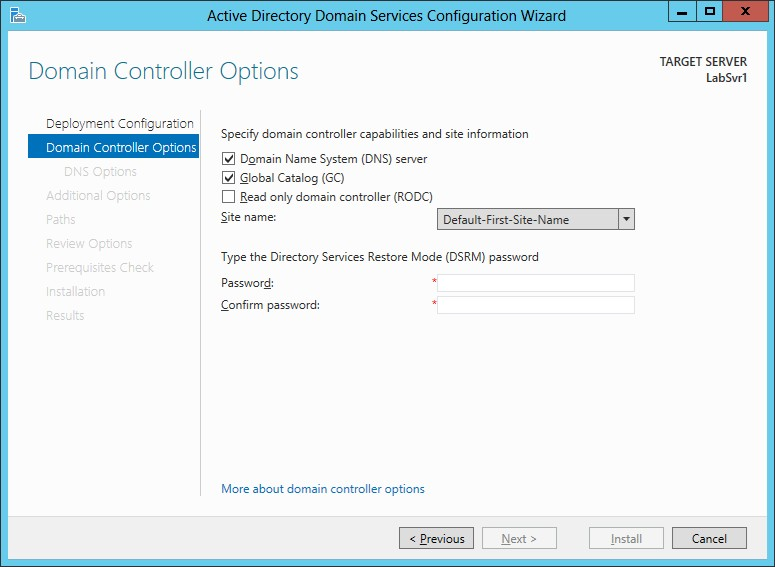 Active Directory Domain Services Configuration Wizard
x
Domain Controller Options
TARGET SERVER
LabSvr1
Deployment Configuration
Domain Controller Options
DNS Options
Additional Options
Paths
Review Options
Prerequisites Check
Installation
Results
Specify domain controller capabilities and site information
Domain Name System (DNS) server
Global Catalog (GC)
Read only domain controller (RODC)
Site name:
Default-First-Site-Name
Type the Directory Services Restore Mode (DSRM) password
Password: *
Confirm password: *
More about domain controller options
< Previous
Next >
Install
Cancel